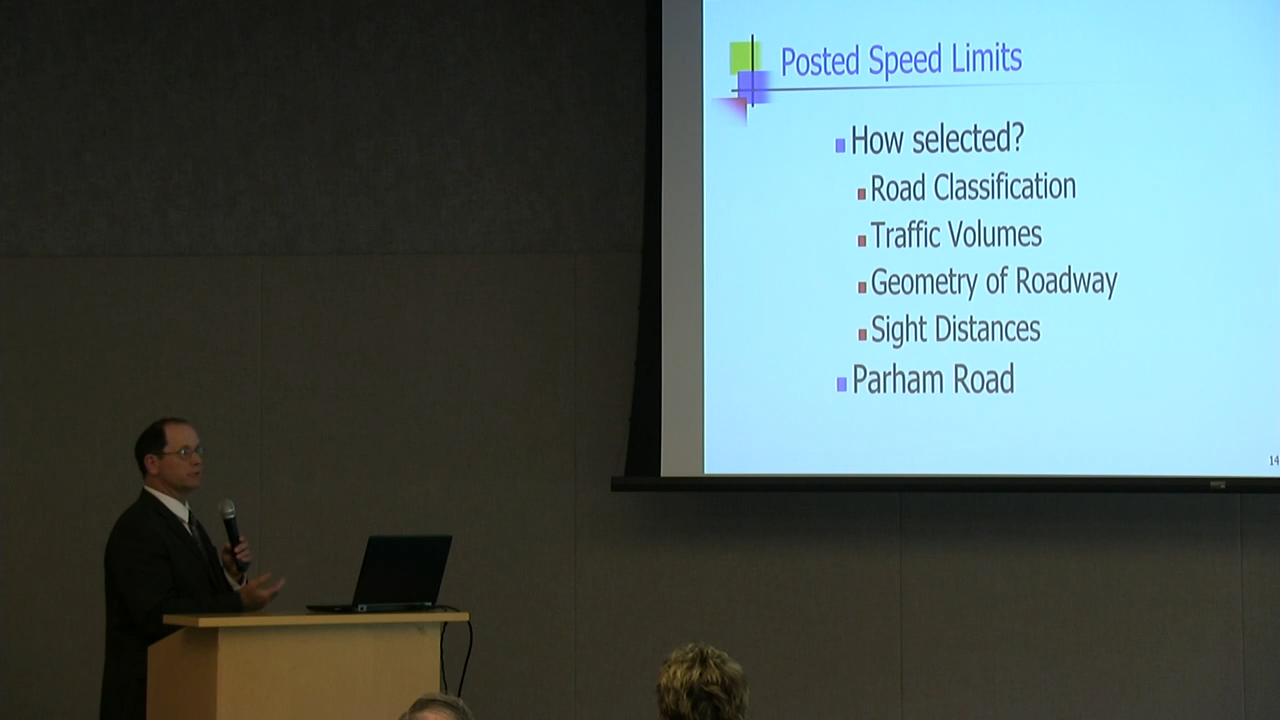 Posted Speed Limits
How selected?
Road Classification
Traffic Volumes
Geometry of Roadway
Sight Distances
Parham Road
14